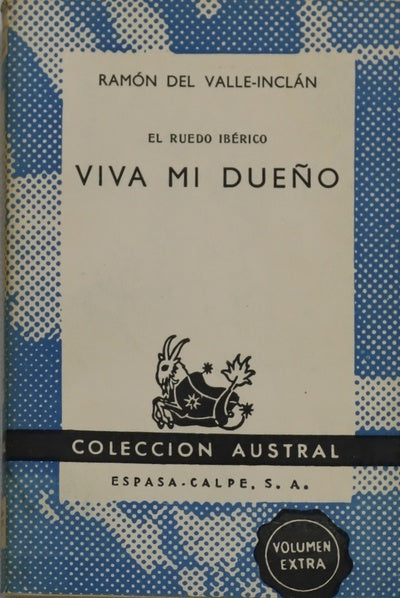 RAMÓN DEL VALLE-INCLÁN
EL RUEDO IBÉRICO
VIVA MI DUEÑO
COLECCION AUSTRAL
ESPASA-CALPE, S. A.
VOLUMEN
EXTRA